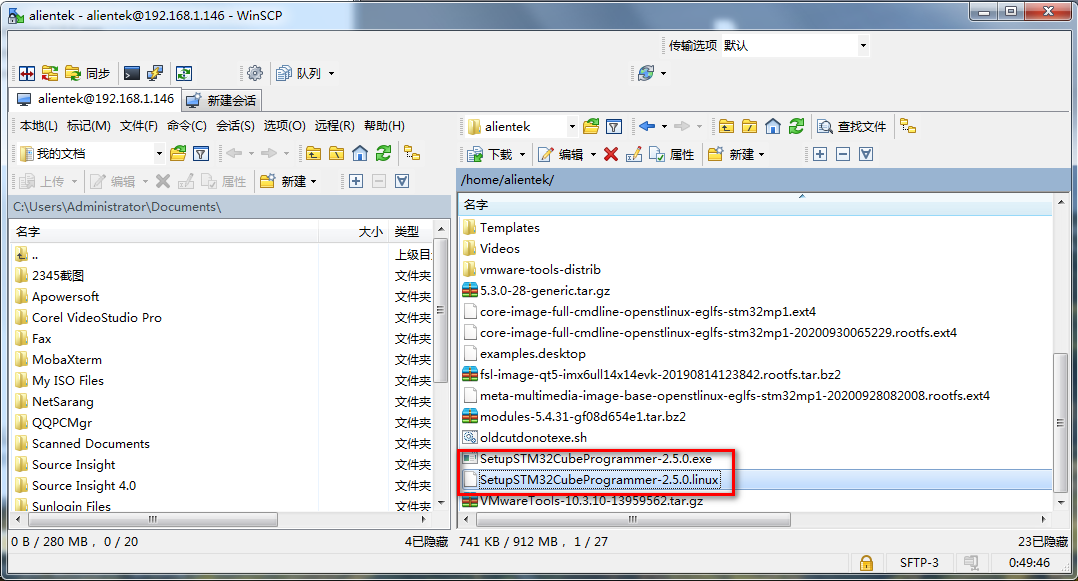 alientek - alientek@192.168.1.146 - WinSCP
传输选项 默认
同步 队列
alientek@192.168.1.146 新建会话
本地(L) 标记(M) 文件(F) 命令(C) 会话(S) 选项(O) 远程(R) 帮助(H)
我的文档
上传 编辑 属性 新建
C:\Users\Administrator\Documents\
名字 大小 类型
.. 上级目
2345截图 文件夹
Apowersoft 文件夹
Corel VideoStudio Pro 文件夹
Fax 文件夹
MobaXterm 文件夹
My ISO Files 文件夹
NetSarang 文件夹
QQPCMgr 文件夹
Scanned Documents 文件夹
Source Insight 文件夹
Source Insight 4.0 文件夹
Sunlogin Files 文件夹
0 B / 280 MB， 0 / 20 4已隐藏
alientek 查找文件
下载 编辑 属性 新建
/home/alientek/
名字
Templates
Videos
vmware-tools-distrib
5.3.0-28-generic.tar.gz
core-image-full-cmdline-openstlinux-eglfs-stm32mp1.ext4
core-image-full-cmdline-openstlinux-eglfs-stm32mp1-20200930065229.rootfs.ext4
examples.desktop
fsl-image-qt5-imx6ull14x14evk-20190814123842.rootfs.tar.bz2
meta-multimedia-image-base-openstlinux-eglfs-stm32mp1-20200928082008.rootfs.ext4
modules-5.4.31-gf08d654e1.tar.bz2
oldcutdonotexe.sh
SetupSTM32CubeProgrammer-2.5.0.exe
SetupSTM32CubeProgrammer-2.5.0.linux
VMwareTools-10.3.10-13959562.tar.gz
741 KB / 912 MB， 1 / 27 23已隐藏
SFTP-3 0:49:46